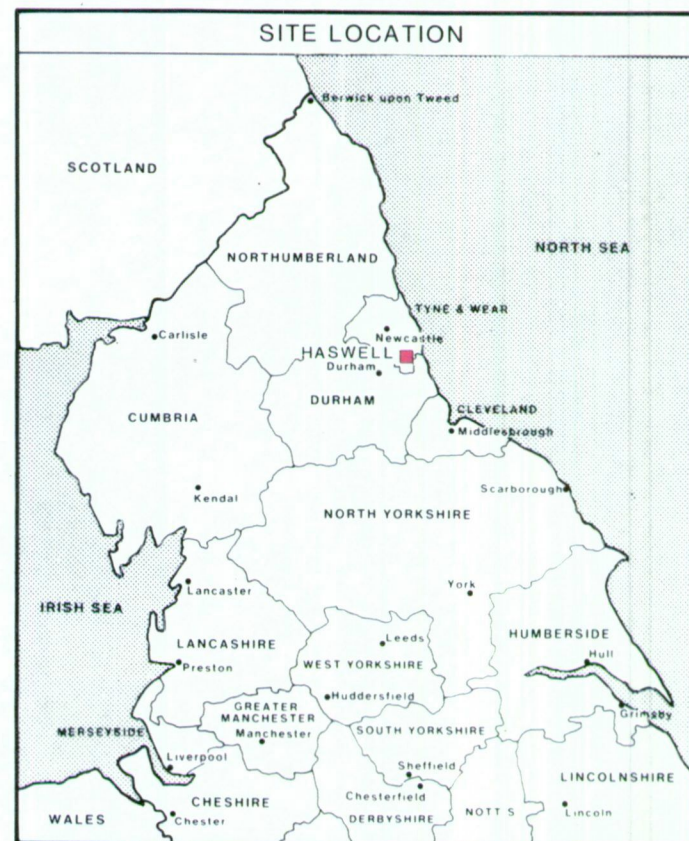 SITE LOCATION
Berwick upon Tweed
SCOTLAND
NORTH SEA
NORTHUMBERLAND
TYNE & WEAR
Carlisle
Newcastle
HASWELL
Durham
DURHAM
CUMBRIA
CLEVELAND
Middlesbrough
Kendal
Scarborough
NORTH YORKSHIRE
Lancaster
York
IRISH SEA
LANCASHIRE
Leeds
HUMBERSIDE
Preston
WEST YORKSHIRE
Hull
Huddersfield
GREATER
MANCHESTER
Manchester
SOUTH YORKSHIRE
Grimsby
MERSEYSIDE
Liverpool
Sheffield
LINCOLNSHIRE
CHESHIRE
Chesterfield
DERBYSHIRE
NOTT S
Lincoln
WALES
Chester